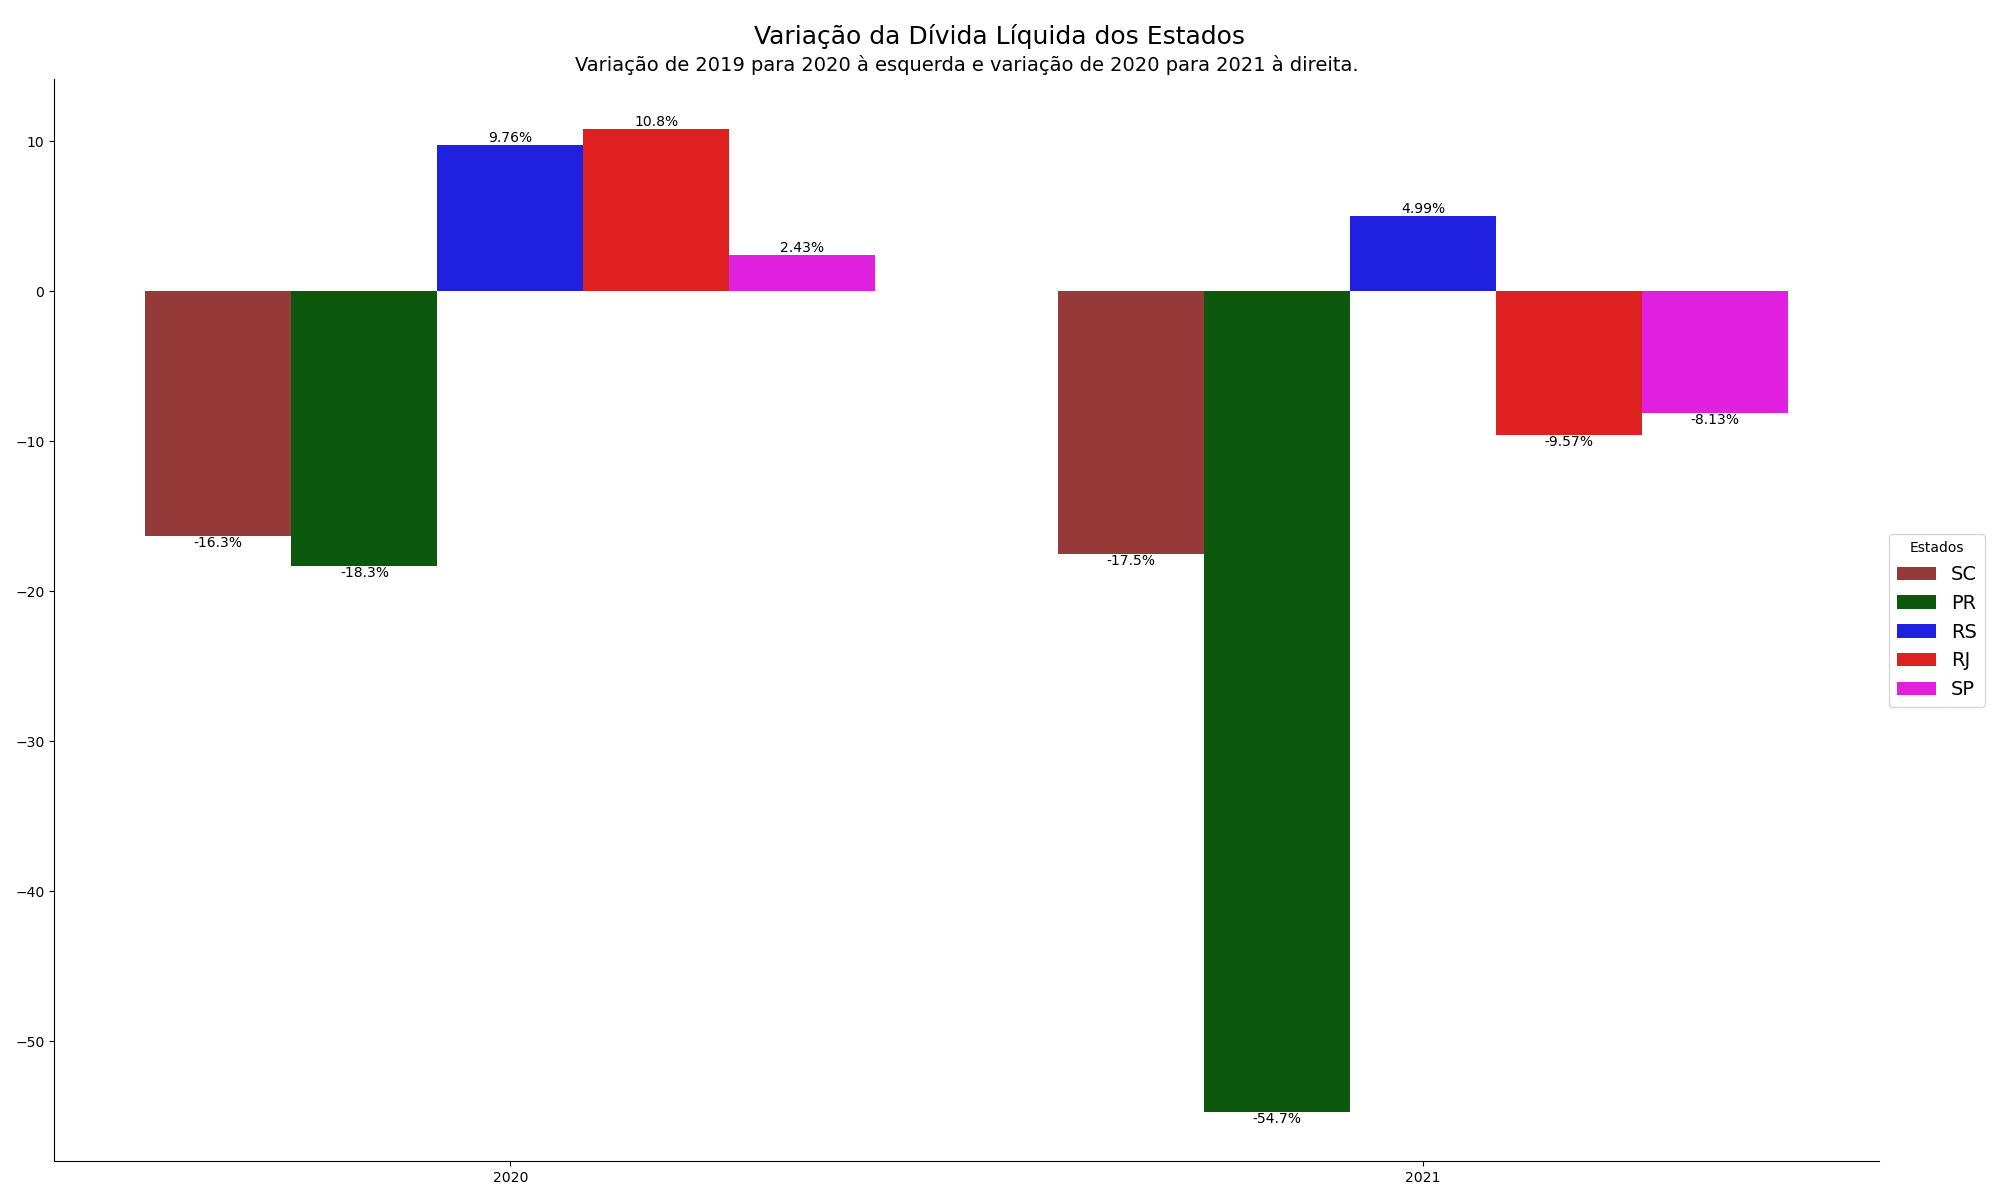 Variação da Dívida Líquida dos Estados
Variação de 2019 para 2020 à esquerda e variação de 2020 para 2021 à direita.
10
0
−10
−20
−30
−40
−50
-16.3%
-18.3%
9.76%
10.8%
2.43%
-17.5%
-54.7%
4.99%
-9.57%
-8.13%
2020
2021
Estados
SC
PR
RS
RJ
SP